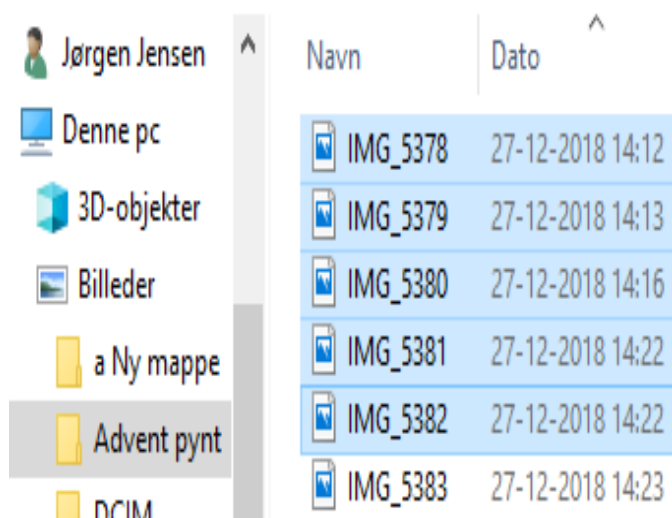 Jørgen Jensen
Denne pc
3D-objekter
Billeder
a Ny mappe
Advent pynt
DCIM
Navn Dato
IMG_5378 27-12-2018 14:12
IMG_5379 27-12-2018 14:13
IMG_5380 27-12-2018 14:16
IMG_5381 27-12-2018 14:22
IMG_5382 27-12-2018 14:22
IMG_5383 27-12-2018 14:23